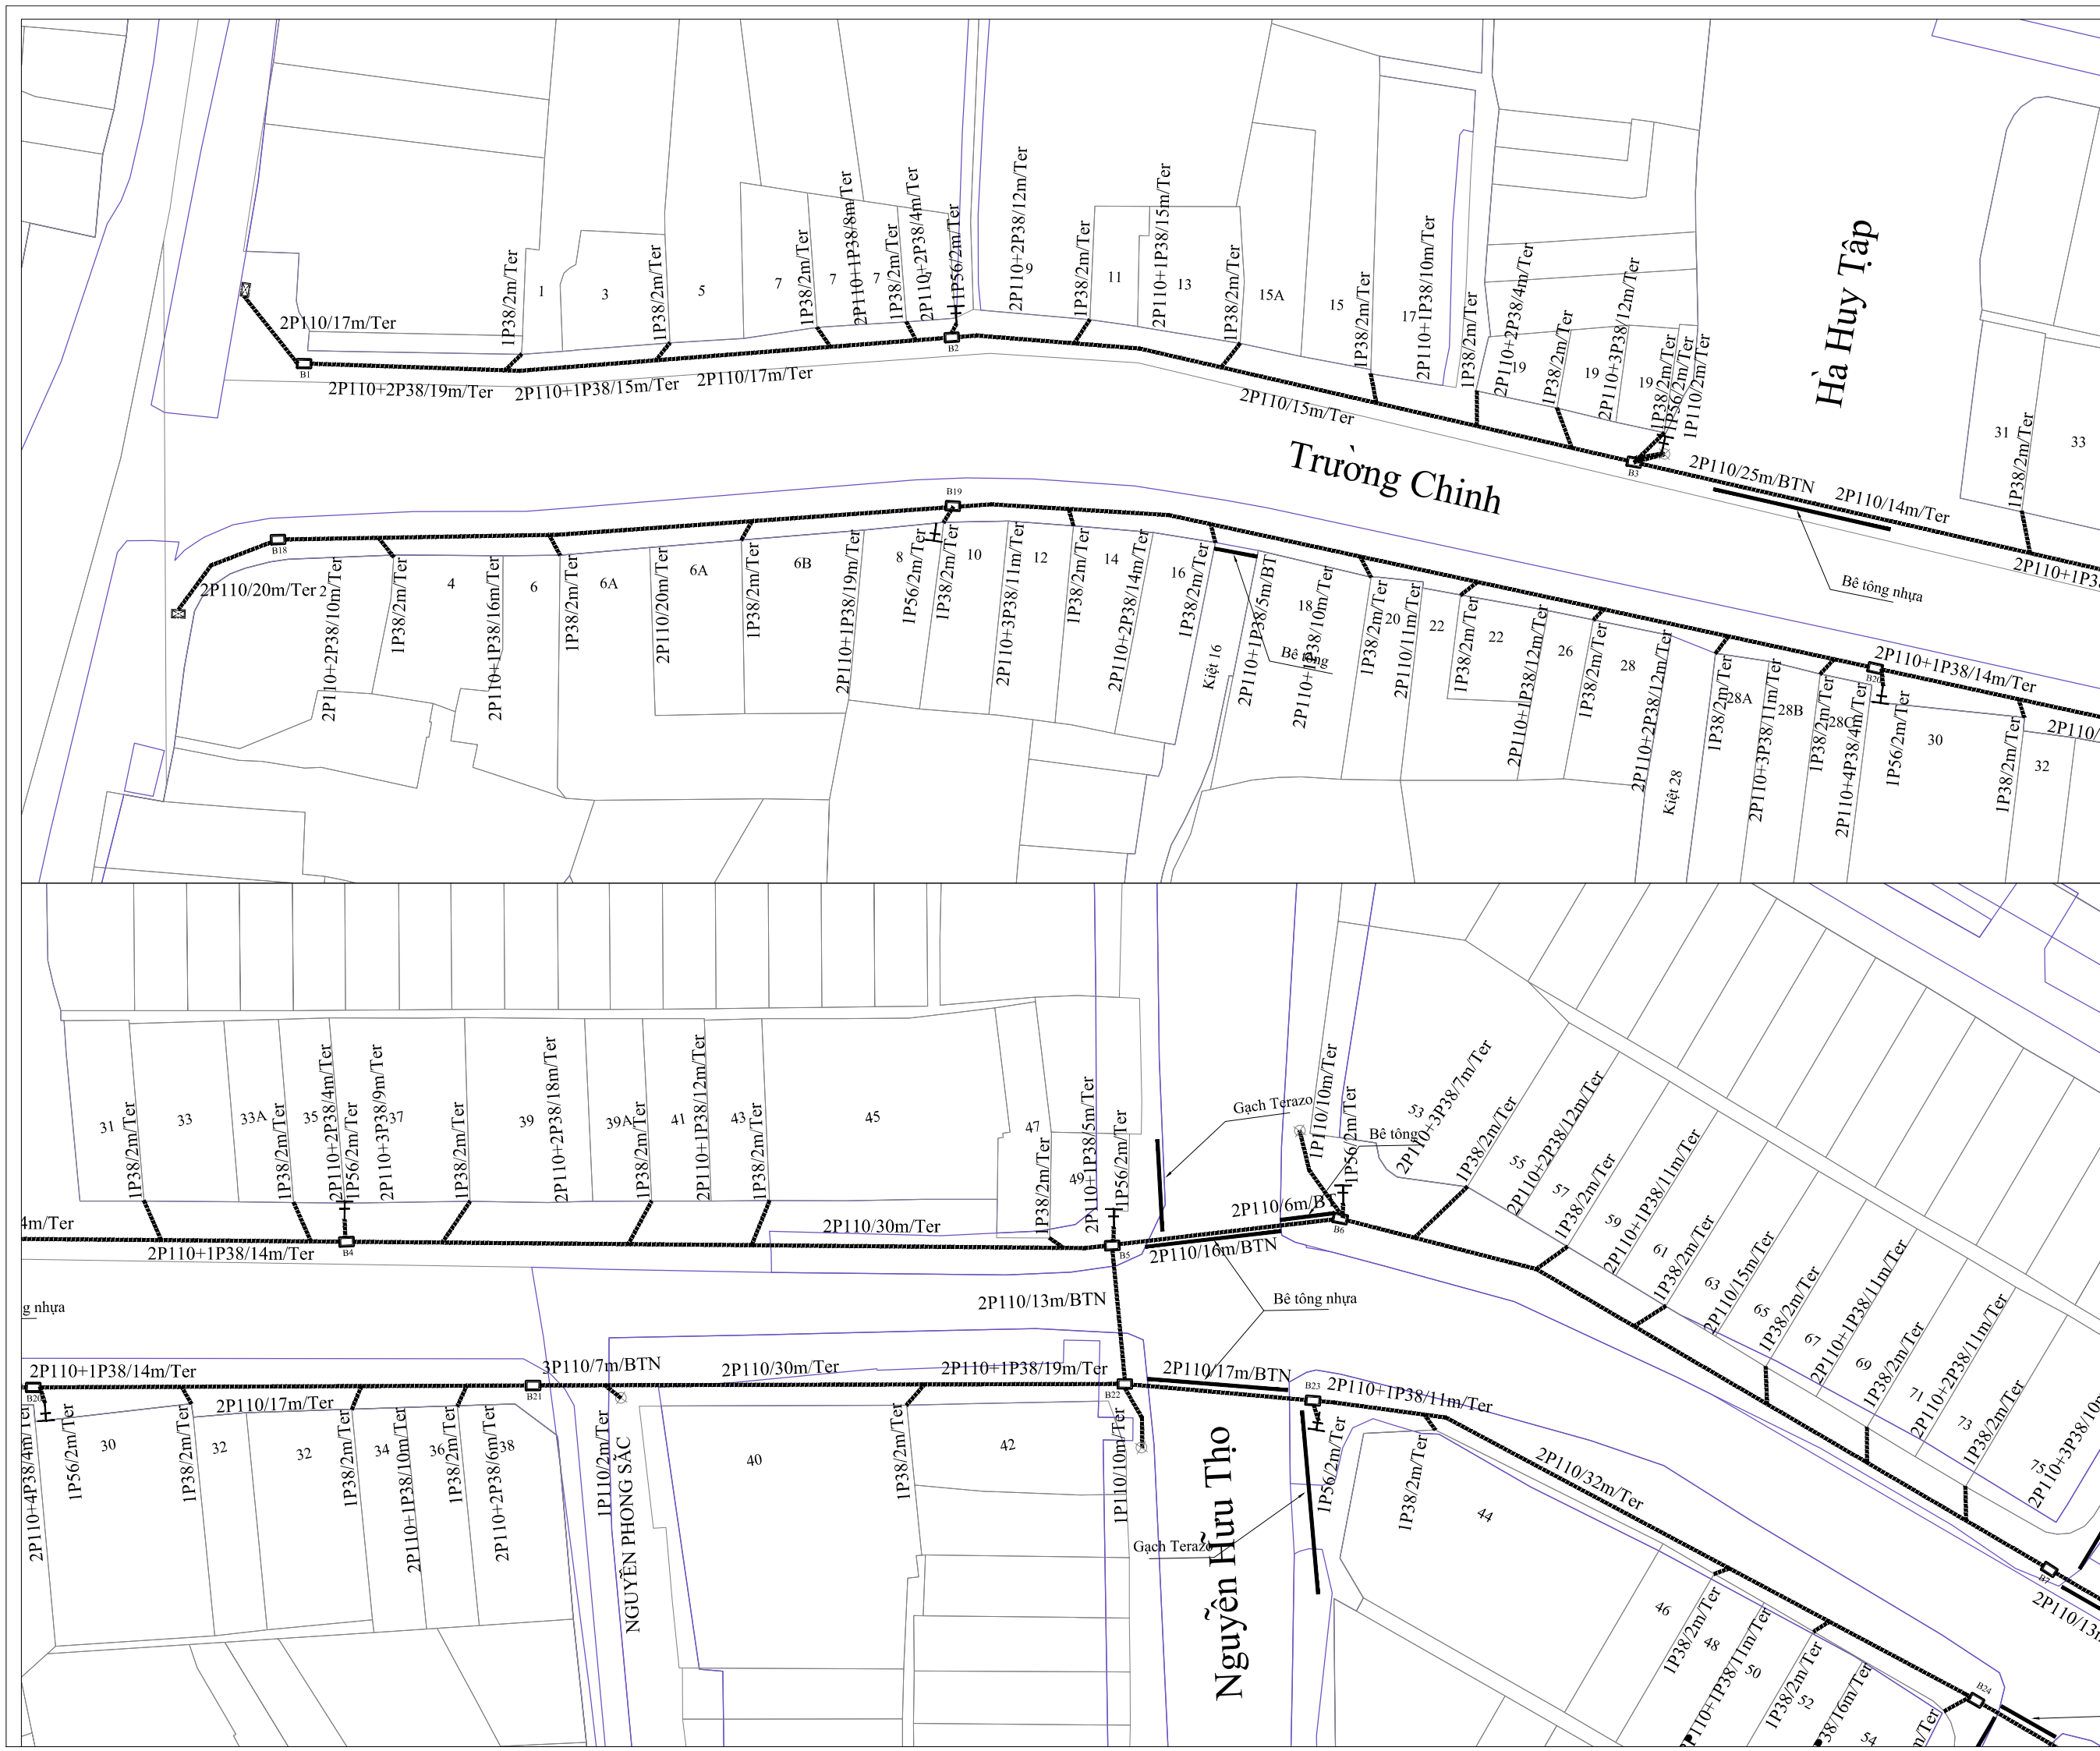 2P110/17m/Ter
B1
2P110+2P38/19m/Ter
1P38/2m/Ter
2P110+1P38/15m/Ter
1
3
1P38/2m/Ter
2P110/17m/Ter
5
7
1P38/2m/Ter
7
2P110+1P38/8m/Ter
7
1P38/2m/Ter
2P110+2P38/4m/Ter
1P56/2m/Ter
B2
2P110+2P38/12m/Ter
9
1P38/2m/Ter
11
2P110+1P38/15m/Ter
13
1P38/2m/Ter
15A
2P110/15m/Ter
15
1P38/2m/Ter
17
2P110+1P38/10m/Ter
1P38/2m/Ter
2P110+2P38/4m/Ter
19
1P38/2m/Ter
19
2P110+3P38/12m/Ter
19
1P38/2m/Ter
1P56/2m/Ter
1P110/2m/Ter
B3
2P110/25m/BTN
2P110/14m/Ter
Hà Huy Tập
Trường Chinh
31
1P38/2m/Ter
33
Bê tông nhựa
2P110/20m/Ter
B18
2
2P110+2P38/10m/Ter
1P38/2m/Ter
4
2P110+1P38/16m/Ter
6
1P38/2m/Ter
6A
2P110/20m/Ter
6A
1P38/2m/Ter
6B
2P110+1P38/19m/Ter
8
B19
1P56/2m/Ter
1P38/2m/Ter
10
2P110+3P38/11m/Ter
12
1P38/2m/Ter
14
2P110+2P38/14m/Ter
16
1P38/2m/Ter
Kiệt 16
2P110+1P38/5m/BT
Bê tông
18
2P110+1P38/10m/Ter
1P38/2m/Ter
20
2P110/11m/Ter
22
1P38/2m/Ter
22
2P110+1P38/12m/Ter
26
1P38/2m/Ter
28
2P110+2P38/12m/Ter
Kiệt 28
1P38/2m/Ter
28A
2P110+3P38/11m/Ter
28B
1P38/2m/Ter
28C
2P110+4P38/4m/Ter
B20
1P56/2m/Ter
2P110+1P38/14m/Ter
30
1P38/2m/Ter
32
31
1P38/2m/Ter
33
33A
1P38/2m/Ter
35
2P110+2P38/4m/Ter
1P56/2m/Ter
2P110+3P38/9m/Ter
37
1P38/2m/Ter
39
2P110+2P38/18m/Ter
39A
1P38/2m/Ter
41
2P110+1P38/12m/Ter
43
1P38/2m/Ter
45
47
1P38/2m/Ter
49
2P110+1P38/5m/Ter
1P56/2m/Ter
4m/Ter
2P110+1P38/14m/Ter
B4
2P110/30m/Ter
B5
Gạch Terazo
Bê tông
2P110/6m/BT
2P110/16m/BTN
B6
1P110/10m/Ter
1P56/2m/Ter
53
2P110+3P38/7m/Ter
1P38/2m/Ter
55
2P110+2P38/12m/Ter
57
1P38/2m/Ter
59
2P110+1P38/11m/Ter
61
1P38/2m/Ter
63
2P110/15m/Ter
65
1P38/2m/Ter
67
2P110+1P38/11m/Ter
69
1P38/2m/Ter
71
2P110+2P38/11m/Ter
73
1P38/2m/Ter
75
B7
g nhựa
2P110/13m/BTN
Bê tông nhựa
2P110+1P38/14m/Ter
B20
2P110+4P38/4m/Ter
1P56/2m/Ter
30
1P38/2m/Ter
2P110/17m/Ter
32
32
1P38/2m/Ter
34
2P110+1P38/10m/Ter
36
1P38/2m/Ter
2P110+2P38/6m/Ter
38
B21
3P110/7m/BTN
1P110/2m/Ter
NGUYỄN PHONG SẮC
2P110/30m/Ter
40
1P38/2m/Ter
2P110+1P38/19m/Ter
42
B22
1P110/10m/Ter
2P110/17m/BTN
Nguyễn Hữu Thọ
Gạch Terazo
B23
1P56/2m/Ter
2P110+1P38/11m/Ter
1P38/2m/Ter
44
2P110/32m/Ter
46
1P38/2m/Ter
48
50
1P38/2m/Ter
52
54
B24